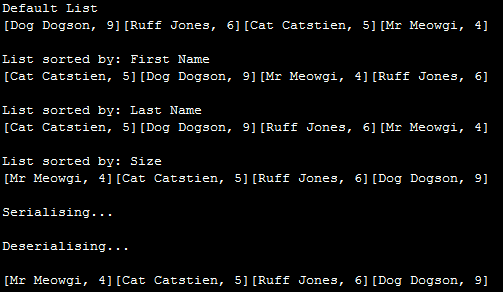 Default List
[Dog Dogson, 9][Ruff Jones, 6][Cat Catstien, 5][Mr Meowgi, 4]
List sorted by: First Name
[Cat Catstien, 5][Dog Dogson, 9][Mr Meowgi, 4][Ruff Jones, 6]
List sorted by: Last Name
[Cat Catstien, 5][Dog Dogson, 9][Ruff Jones, 6][Mr Meowgi, 4]
List sorted by: Size
[Mr Meowgi, 4][Cat Catstien, 5][Ruff Jones, 6][Dog Dogson, 9]
Serialising...
Deserialising...
[Mr Meowgi, 4][Cat Catstien, 5][Ruff Jones, 6][Dog Dogson, 9]